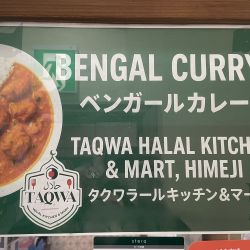 BENGAL CURRY
ベンガールカレー
TAQWA HALAL KITCH
& MART, HIMEJI
タクワラールキッチン&マー
حلال
TAQWA